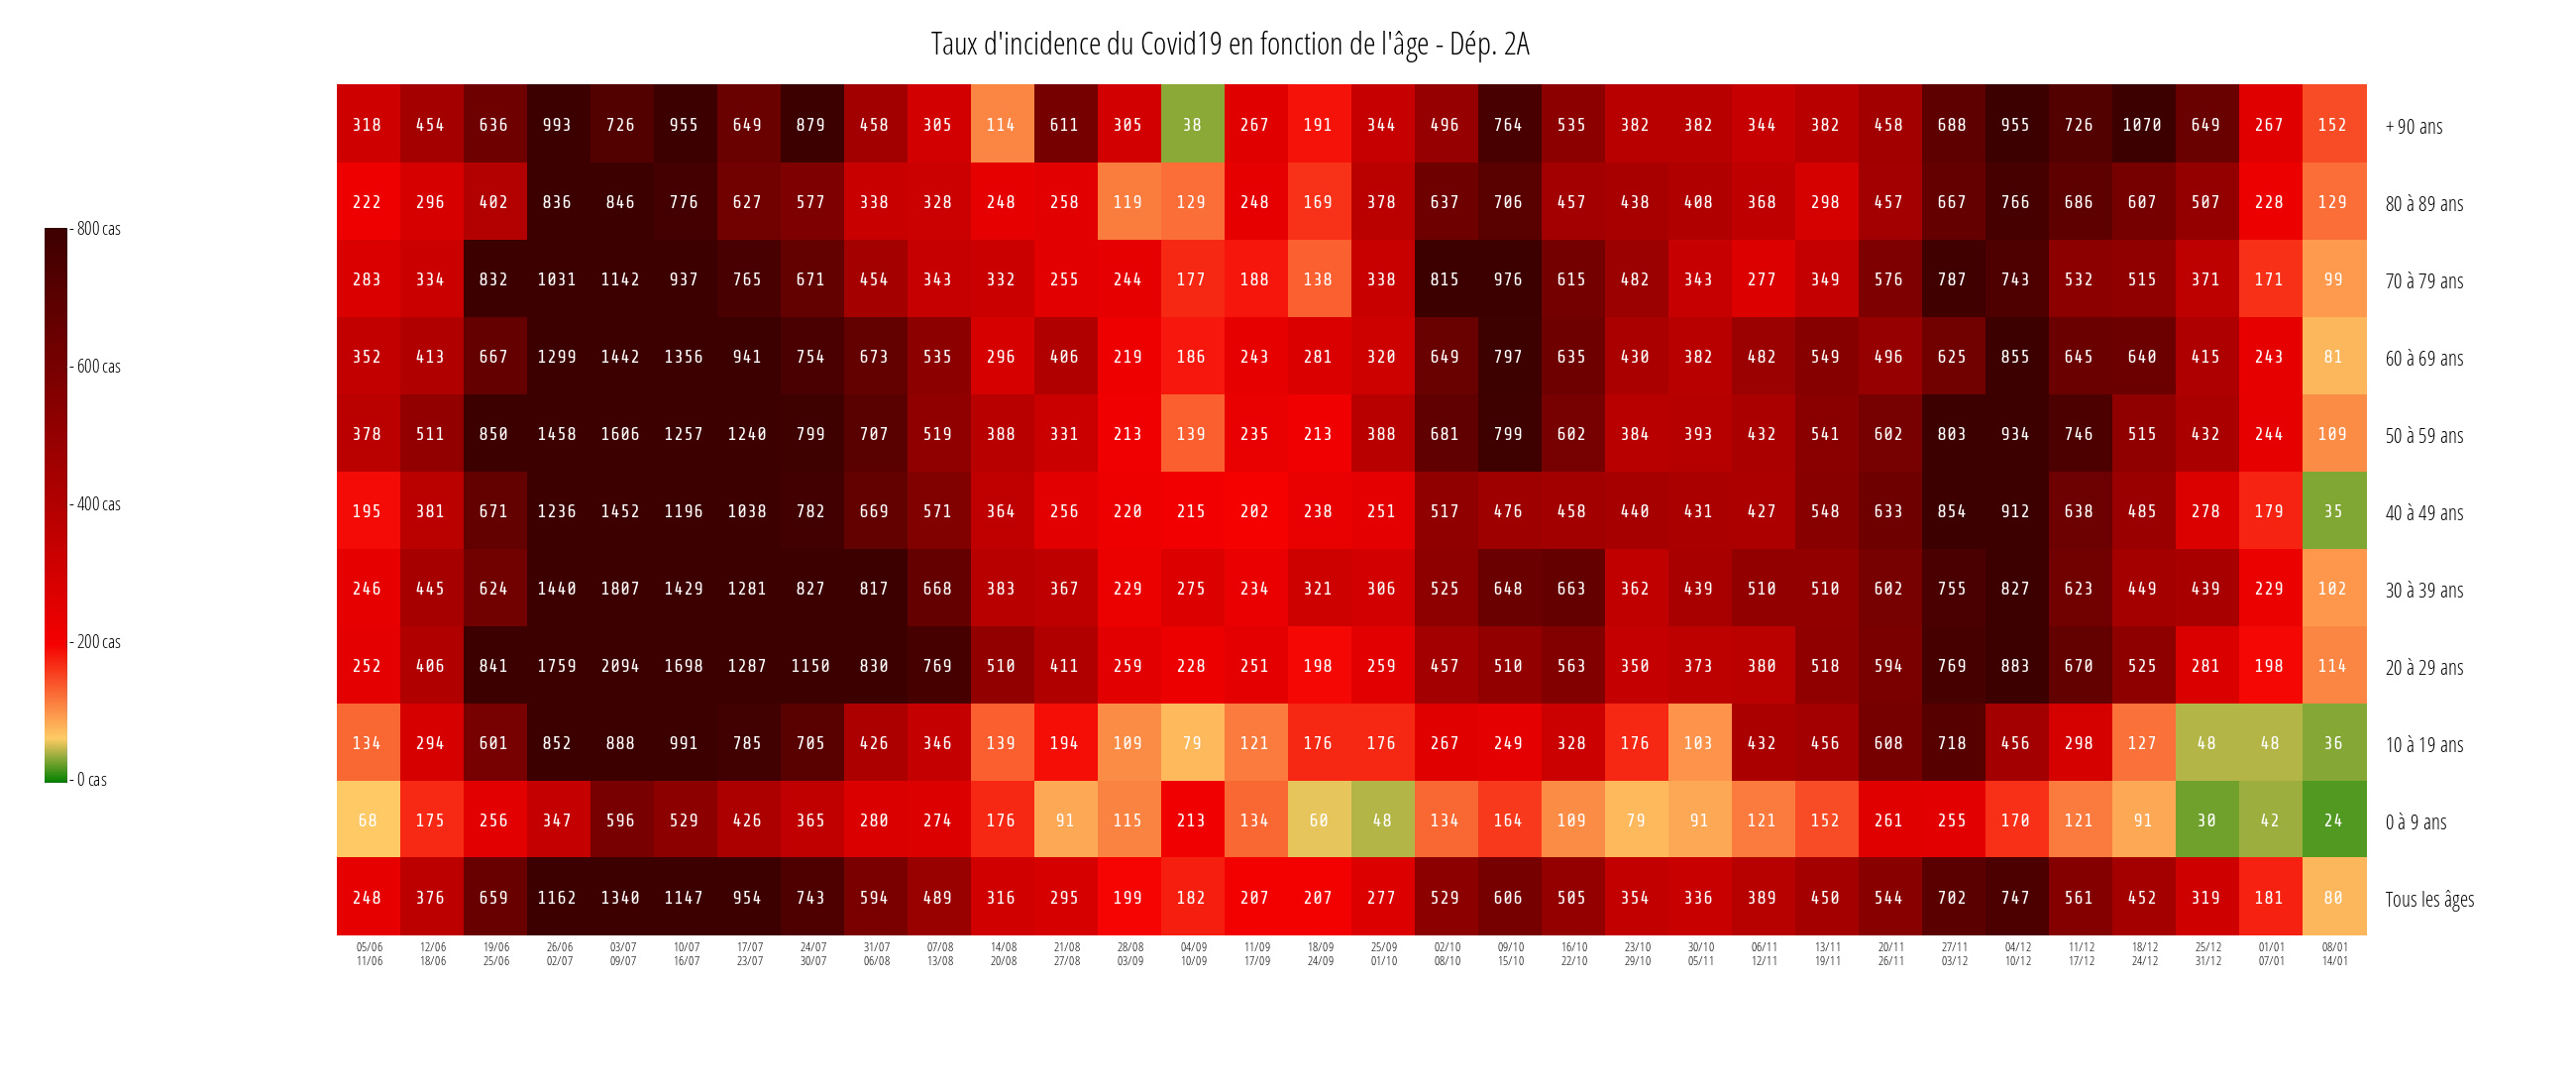 Taux d'incidence du Covid19 en fonction de l'âge - Dép. 2A
- 800 cas
- 600 cas
- 400 cas
- 200 cas
- 0 cas
318 454 636 993 726 955 649 879 458 305 114 611 305 38 267 191 344 496 764 535 382 382 344 382 458 688 955 726 1070 649 267 152 + 90 ans
222 296 402 836 846 776 627 577 338 328 248 258 119 129 248 169 378 637 706 457 438 408 368 298 457 667 766 686 607 507 228 129 80 à 89 ans
283 334 832 1031 1142 937 765 671 454 343 332 255 244 177 188 138 338 815 976 615 482 343 277 349 576 787 743 532 515 371 171 99 70 à 79 ans
352 413 667 1299 1442 1356 941 754 673 535 296 406 219 186 243 281 320 649 797 635 430 382 482 549 496 625 855 645 640 415 243 81 60 à 69 ans
378 511 850 1458 1606 1257 1240 799 707 519 388 331 213 139 235 213 388 681 799 602 384 393 432 541 602 803 934 746 515 432 244 109 50 à 59 ans
195 381 671 1236 1452 1196 1038 782 669 571 364 256 220 215 202 238 251 517 476 458 440 431 427 548 633 854 912 638 485 278 179 35 40 à 49 ans
246 445 624 1440 1807 1429 1281 827 817 668 383 367 229 275 234 321 306 525 648 663 362 439 510 510 602 755 827 623 449 439 229 102 30 à 39 ans
252 406 841 1759 2094 1698 1287 1150 830 769 510 411 259 228 251 198 259 457 510 563 350 373 380 518 594 769 883 670 525 281 198 114 20 à 29 ans
134 294 601 852 888 991 785 705 426 346 139 194 109 79 121 176 176 267 249 328 176 103 432 456 608 718 456 298 127 48 48 36 10 à 19 ans
68 175 256 347 596 529 426 365 280 274 176 91 115 213 134 60 48 134 164 109 79 91 121 152 261 255 170 121 91 30 42 24 0 à 9 ans
248 376 659 1162 1340 1147 954 743 594 489 316 295 199 182 207 207 277 529 606 505 354 336 389 450 544 702 747 561 452 319 181 80 Tous les âges
05/06 12/06 19/06 26/06 03/07 10/07 17/07 24/07 31/07 07/08 14/08 21/08 28/08 04/09 11/09 18/09 25/09 02/10 09/10 16/10 23/10 30/10 06/11 13/11 20/11 27/11 04/12 11/12 18/12 25/12 01/01 08/01
11/06 18/06 25/06 02/07 09/07 16/07 23/07 30/07 06/08 13/08 20/08 27/08 03/09 10/09 17/09 24/09 01/10 08/10 15/10 22/10 29/10 05/11 12/11 19/11 26/11 03/12 10/12 17/12 24/12 31/12 07/01 14/01